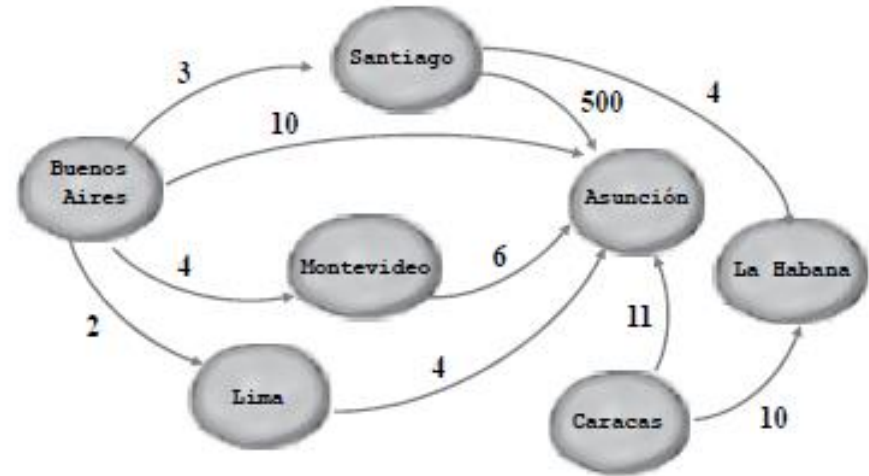 Santiago
3
4
500
10
Buenos
Aires
Asunción
4
Montevideo
6
La Habana
2
11
4
Lima
Caracas
10